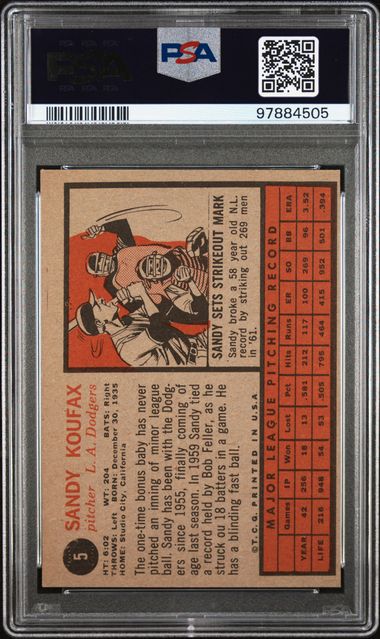 PSA
PSA
97884505
5
SANDY KOUFAX
pitcher L. A. Dodgers
HT: 6:02 WT: 204 BATS: Right
THROWS: Left BORN: December 30, 1935
HOME: Studio City, California
The one-time bonus baby has never
pitched an inning of minor league
ball. Sandy has been with the Dodg-
ers since 1955, finally coming of
age last season. In 1959 Sandy tied
a record held by Bob Feller, as he
struck ou 18 batters in a game. He
has a blinding fast ball.
© T. C. G. PRINTED IN U.S.A.
SANDY SETS STRIKEOUT MARK
Sandy broke a 58 year old N.L.
record by striking out 269 men
in '61.
MAJOR LEAGUE PITCHING RECORD
Games IP Won Lost Pct Hits Runs ER SO BB ERA
YEAR 42 256 18 13 .581 212 117 100 269 96 3.52
LIFE 216 948 54 53 .505 795 464 415 952 501 .394